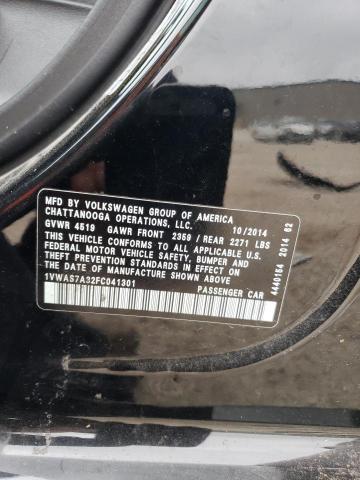 MFD BY VOLKSWAGEN GROUP OF AMERICA
CHATTANOOGA OPERATIONS, LLC. 10/2014
GVWR 4519 GAWR FRONT 2359 / REAR 2271 LBS
THIS VEHICLE CONFORMS TO ALL APPLICABLE U.S.
FEDERAL MOTOR VEHICLE SAFETY, BUMPER AND
THEFT PREVENTION STANDARDS IN EFFECT ON THE
DATE OF MANUFACTURE SHOWN ABOVE.
1VWAS7A32FC041301 PASSENGER CAR
4440154 2014 62